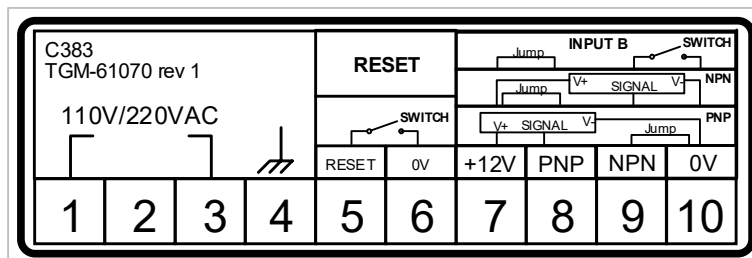 C383
TGM-61070 rev 1
110V/220VAC
RESET
SWITCH
RESET 0V
Jump INPUT B SWITCH
V+ SIGNAL V- NPN
Jump
V+ SIGNAL V- PNP
Jump
+12V PNP NPN 0V
1 2 3 4 5 6 7 8 9 10